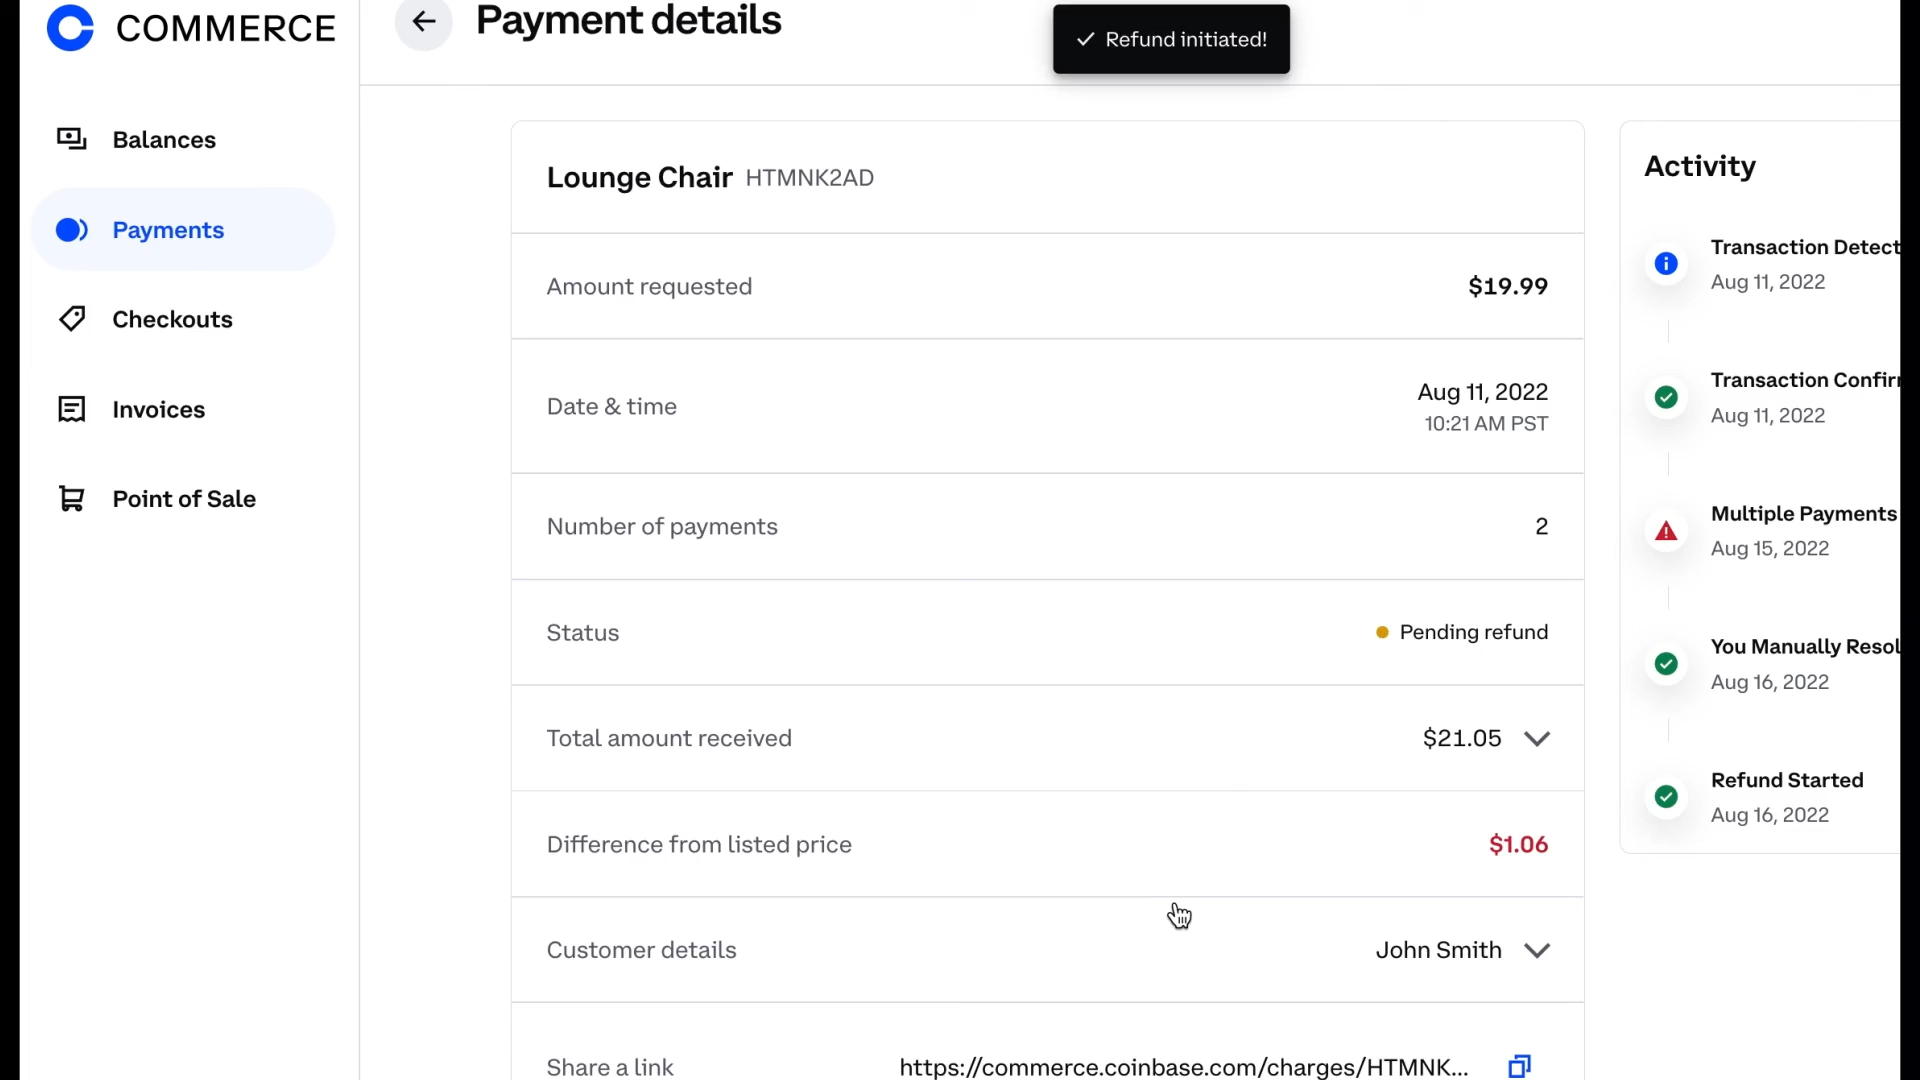 COMMERCE
Payment details
Refund initiated!
Balances
Payments
Checkouts
Invoices
Point of Sale
Lounge Chair HTMNK2AD
Amount requested $19.99
Date & time Aug 11, 2022
10:21 AM PST
Number of payments 2
Status Pending refund
Total amount received $21.05
Difference from listed price $1.06
Customer details John Smith
Share a link https://commerce.coinbase.com/charges/HTMNK...
Activity
Transaction Detect
Aug 11, 2022
Transaction Confir
Aug 11, 2022
Multiple Payments
Aug 15, 2022
You Manually Resol
Aug 16, 2022
Refund Started
Aug 16, 2022